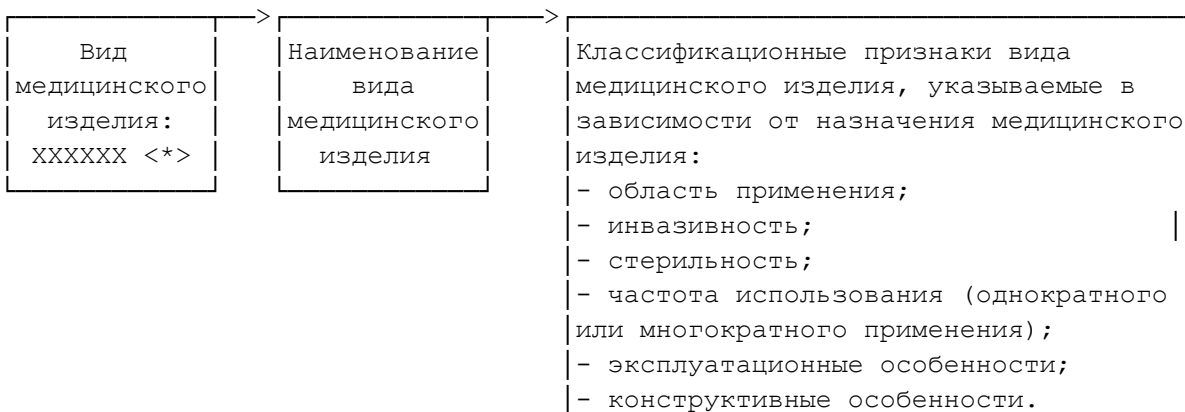 Вид
медицинского
изделия:
XXXXXX <*>
Наименование
вида
медицинского
изделия
Классификационные признаки вида
медицинского изделия, указываемые в
зависимости от назначения медицинского
изделия:
- область применения;
- инвазивность;
- стерильность;
- частота использования (однократного
или многократного применения);
- эксплуатационные особенности;
- конструктивные особенности.